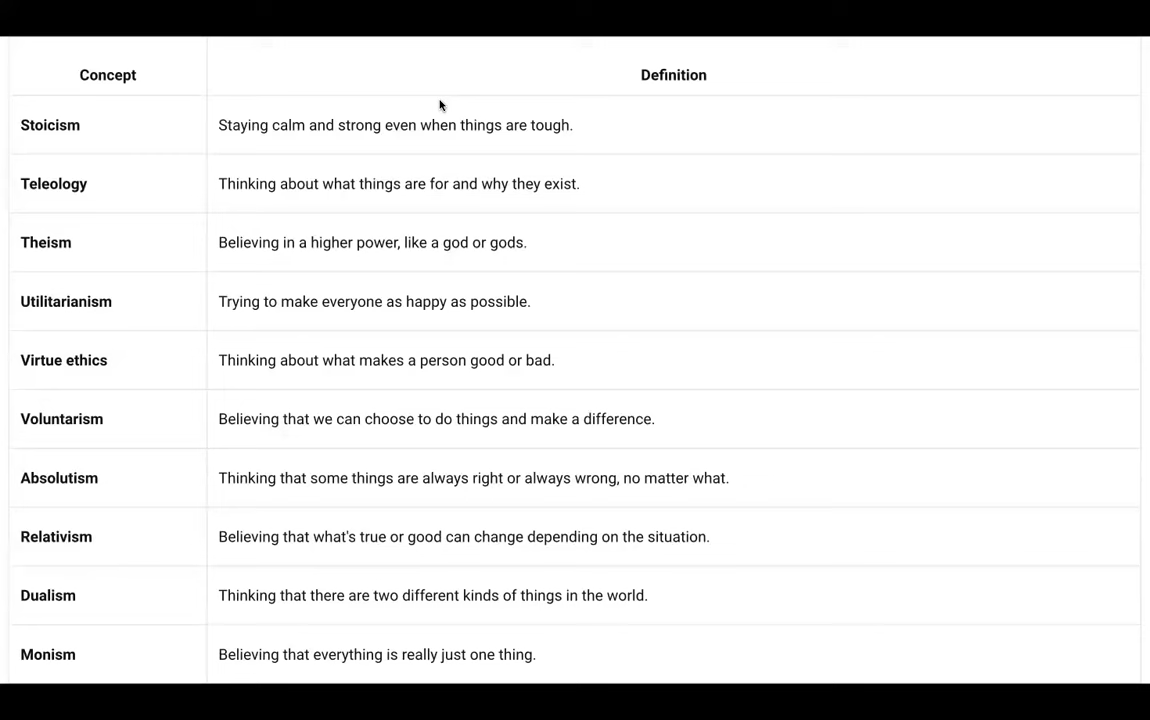 Concept Definition
Stoicism Staying calm and strong even when things are tough.
Teleology Thinking about what things are for and why they exist.
Theism Believing in a higher power, like a god or gods.
Utilitarianism Trying to make everyone as happy as possible.
Virtue ethics Thinking about what makes a person good or bad.
Voluntarism Believing that we can choose to do things and make a difference.
Absolutism Thinking that some things are always right or always wrong, no matter what.
Relativism Believing that what's true or good can change depending on the situation.
Dualism Thinking that there are two different kinds of things in the world.
Monism Believing that everything is really just one thing.